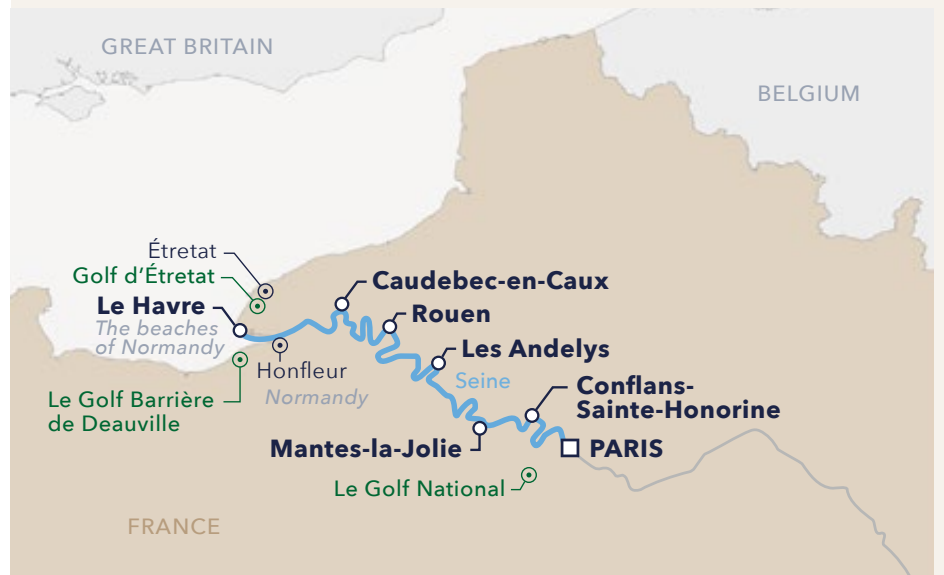 GREAT BRITAIN
BELGIUM
Étretat
Golf d’Étretat
Le Havre
The beaches
of Normandy
Caudebec-en-Caux
Rouen
Les Andelys
Honfleur
Normandy
Seine
Le Golf Barrière
de Deauville
Conflans-
Sainte-Honorine
Mantes-la-Jolie
PARIS
Le Golf National
FRANCE